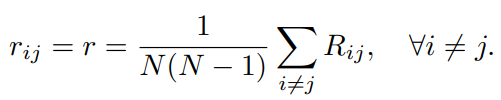 r_{ij} = r = \frac{1}{N(N-1)} \sum_{i \neq j} R_{ij}, \quad \forall i \neq j.